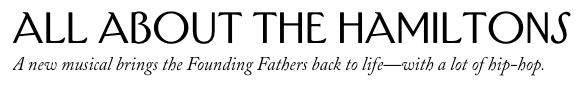 ALL ABOUT THE HAMILTONS
A new musical brings the Founding Fathers back to life—with a lot of hip-hop.